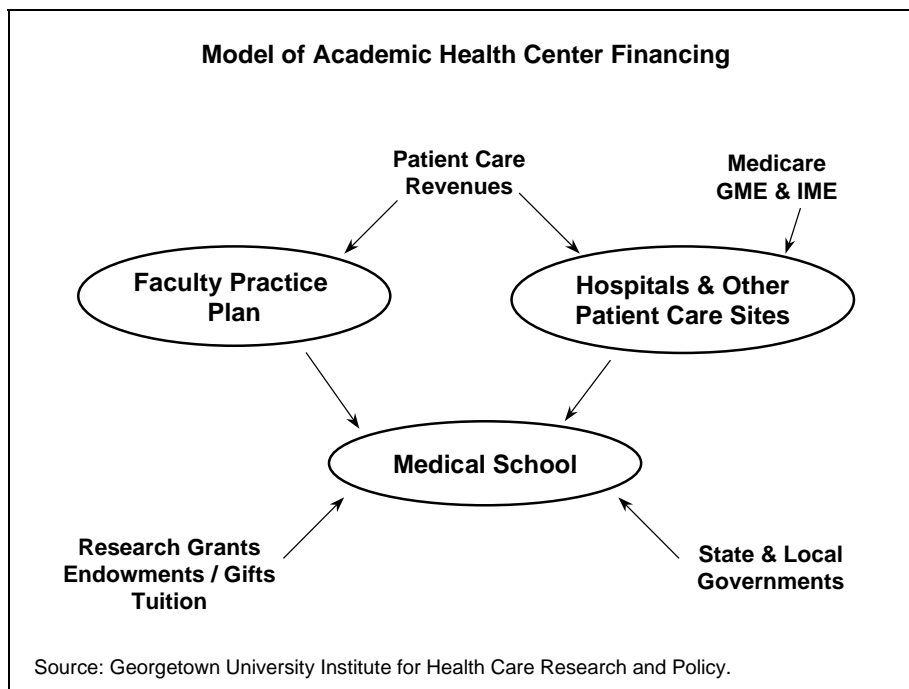 Model of Academic Health Center Financing
Patient Care
Revenues
Medicare
GME & IME
Faculty Practice
Plan
Hospitals & Other
Patient Care Sites
Medical School
Research Grants
Endowments / Gifts
Tuition
State & Local
Governments
Source: Georgetown University Institute for Health Care Research and Policy.